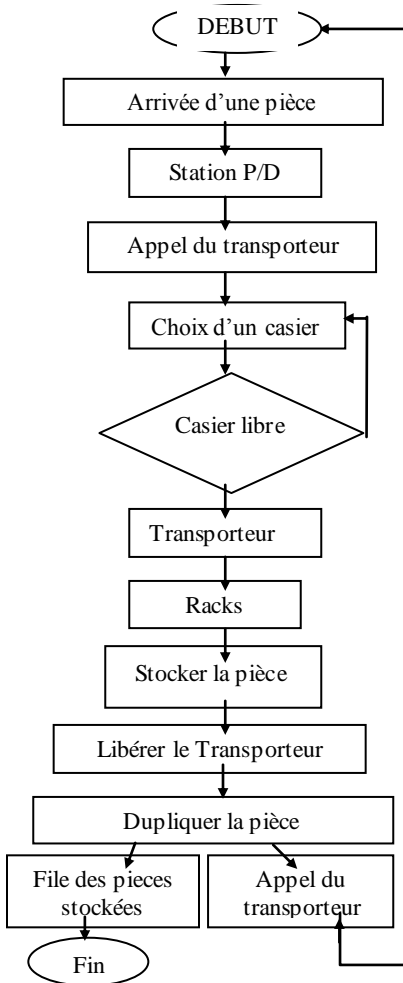 DEBUT
Arrivée d’une pièce
Station P/D
Appel du transporteur
Choix d’un casier
Casier libre
Transporteur
Racks
Stocker la pièce
Libérer le Transporteur
Dupliquer la pièce
File des pieces
stockées
Appel du
transporteur
Fin